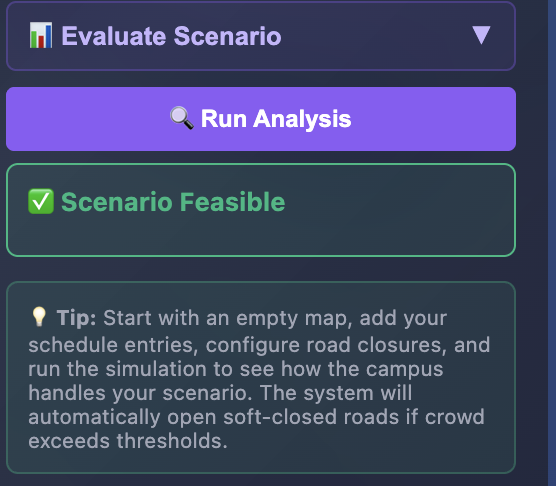 📊 Evaluate Scenario ▼
🔍 Run Analysis
✅ Scenario Feasible
💡 Tip: Start with an empty map, add your
schedule entries, configure road closures, and
run the simulation to see how the campus
handles your scenario. The system will
automatically open soft-closed roads if crowd
exceeds thresholds.